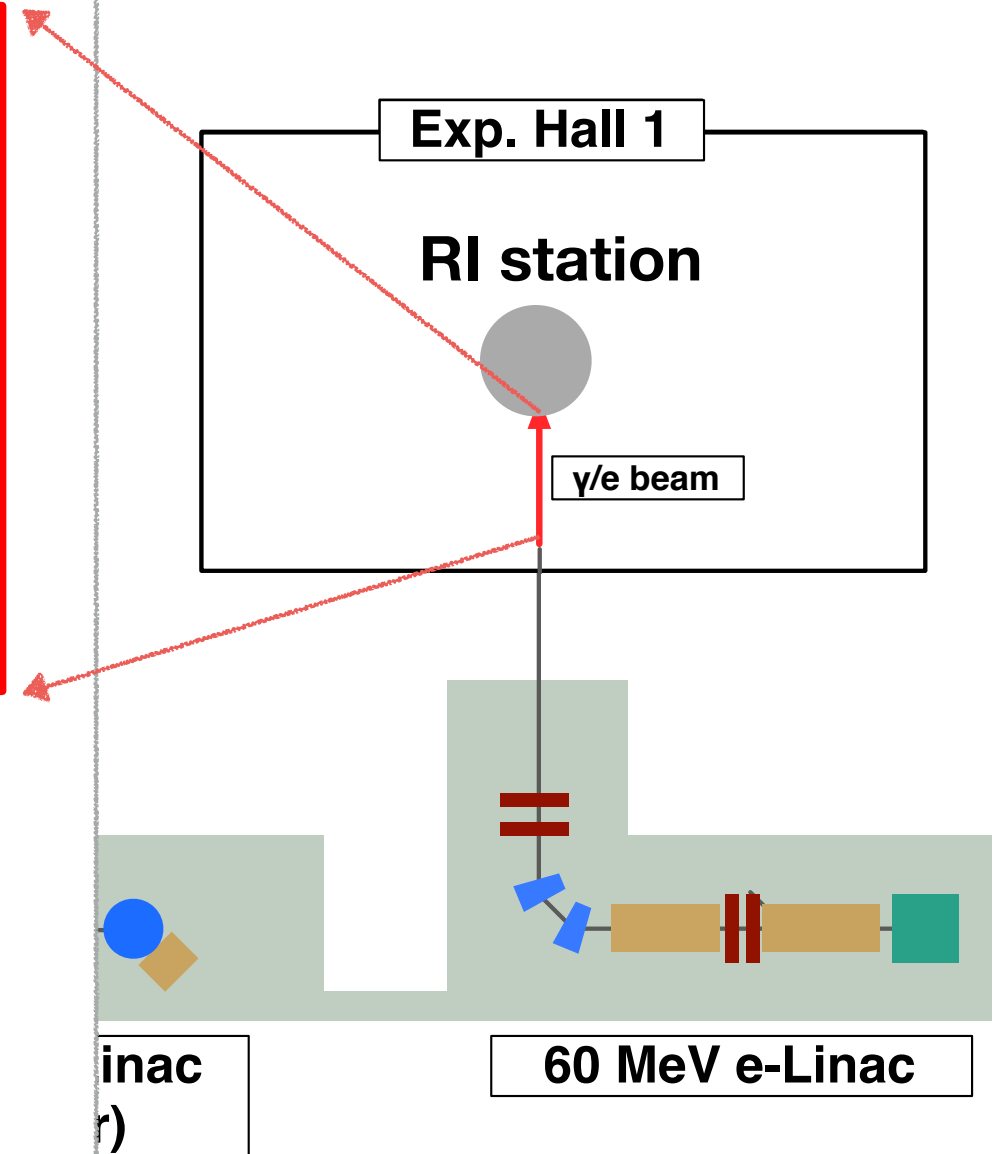 Exp. Hall 1
RI station
γ/e beam
60 MeV e-Linac
inac
r)